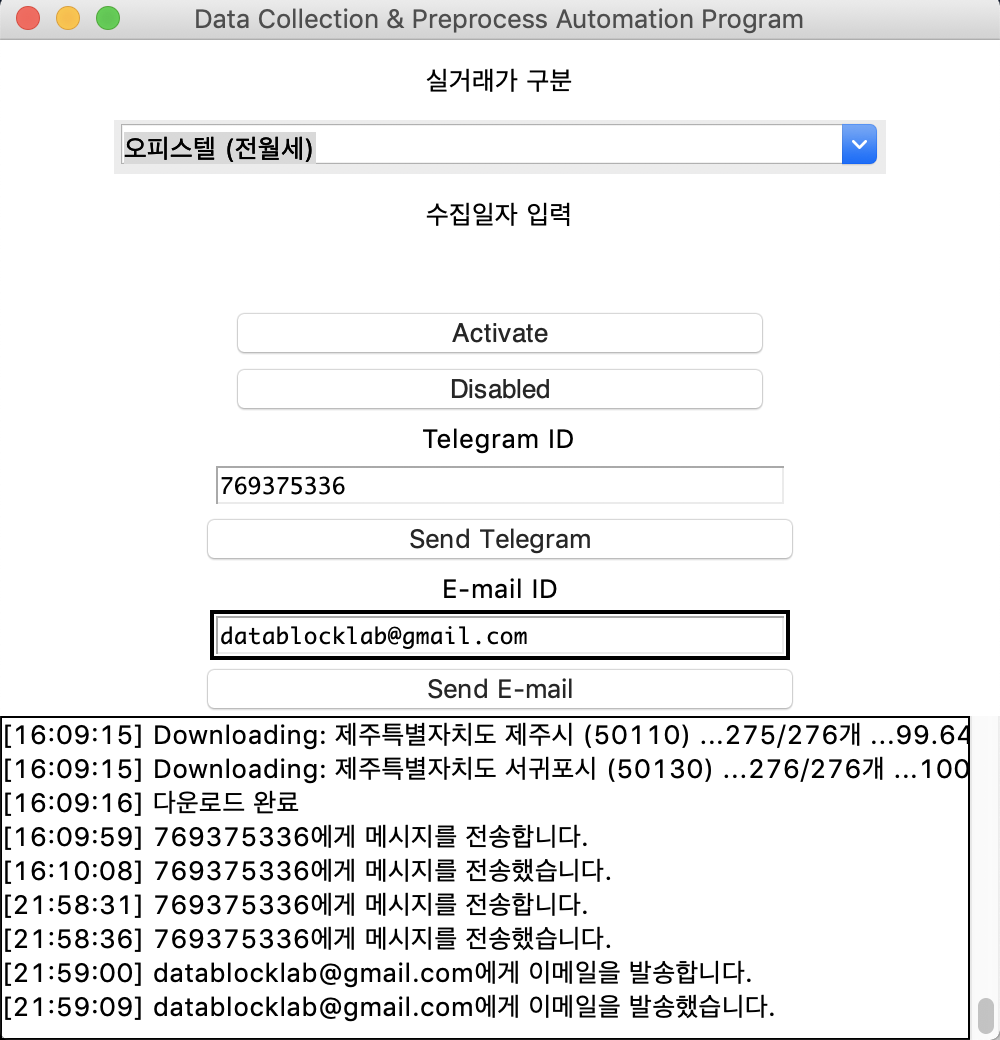 Data Collection & Preprocess Automation Program
실거래가 구분
오피스텔 (전월세)
수집일자 입력
Activate
Disabled
Telegram ID
769375336
Send Telegram
E-mail ID
datablocklab@gmail.com
Send E-mail
[16:09:15] Downloading: 제주특별자치도 제주시 (50110) ...275/276개 ...99.64
[16:09:15] Downloading: 제주특별자치도 서귀포시 (50130) ...276/276개 ...100
[16:09:16] 다운로드 완료
[16:09:59] 769375336에게 메시지를 전송합니다.
[16:10:08] 769375336에게 메시지를 전송했습니다.
[21:58:31] 769375336에게 메시지를 전송합니다.
[21:58:36] 769375336에게 메시지를 전송했습니다.
[21:59:00] datablocklab@gmail.com에게 이메일을 발송합니다.
[21:59:09] datablocklab@gmail.com에게 이메일을 발송했습니다.